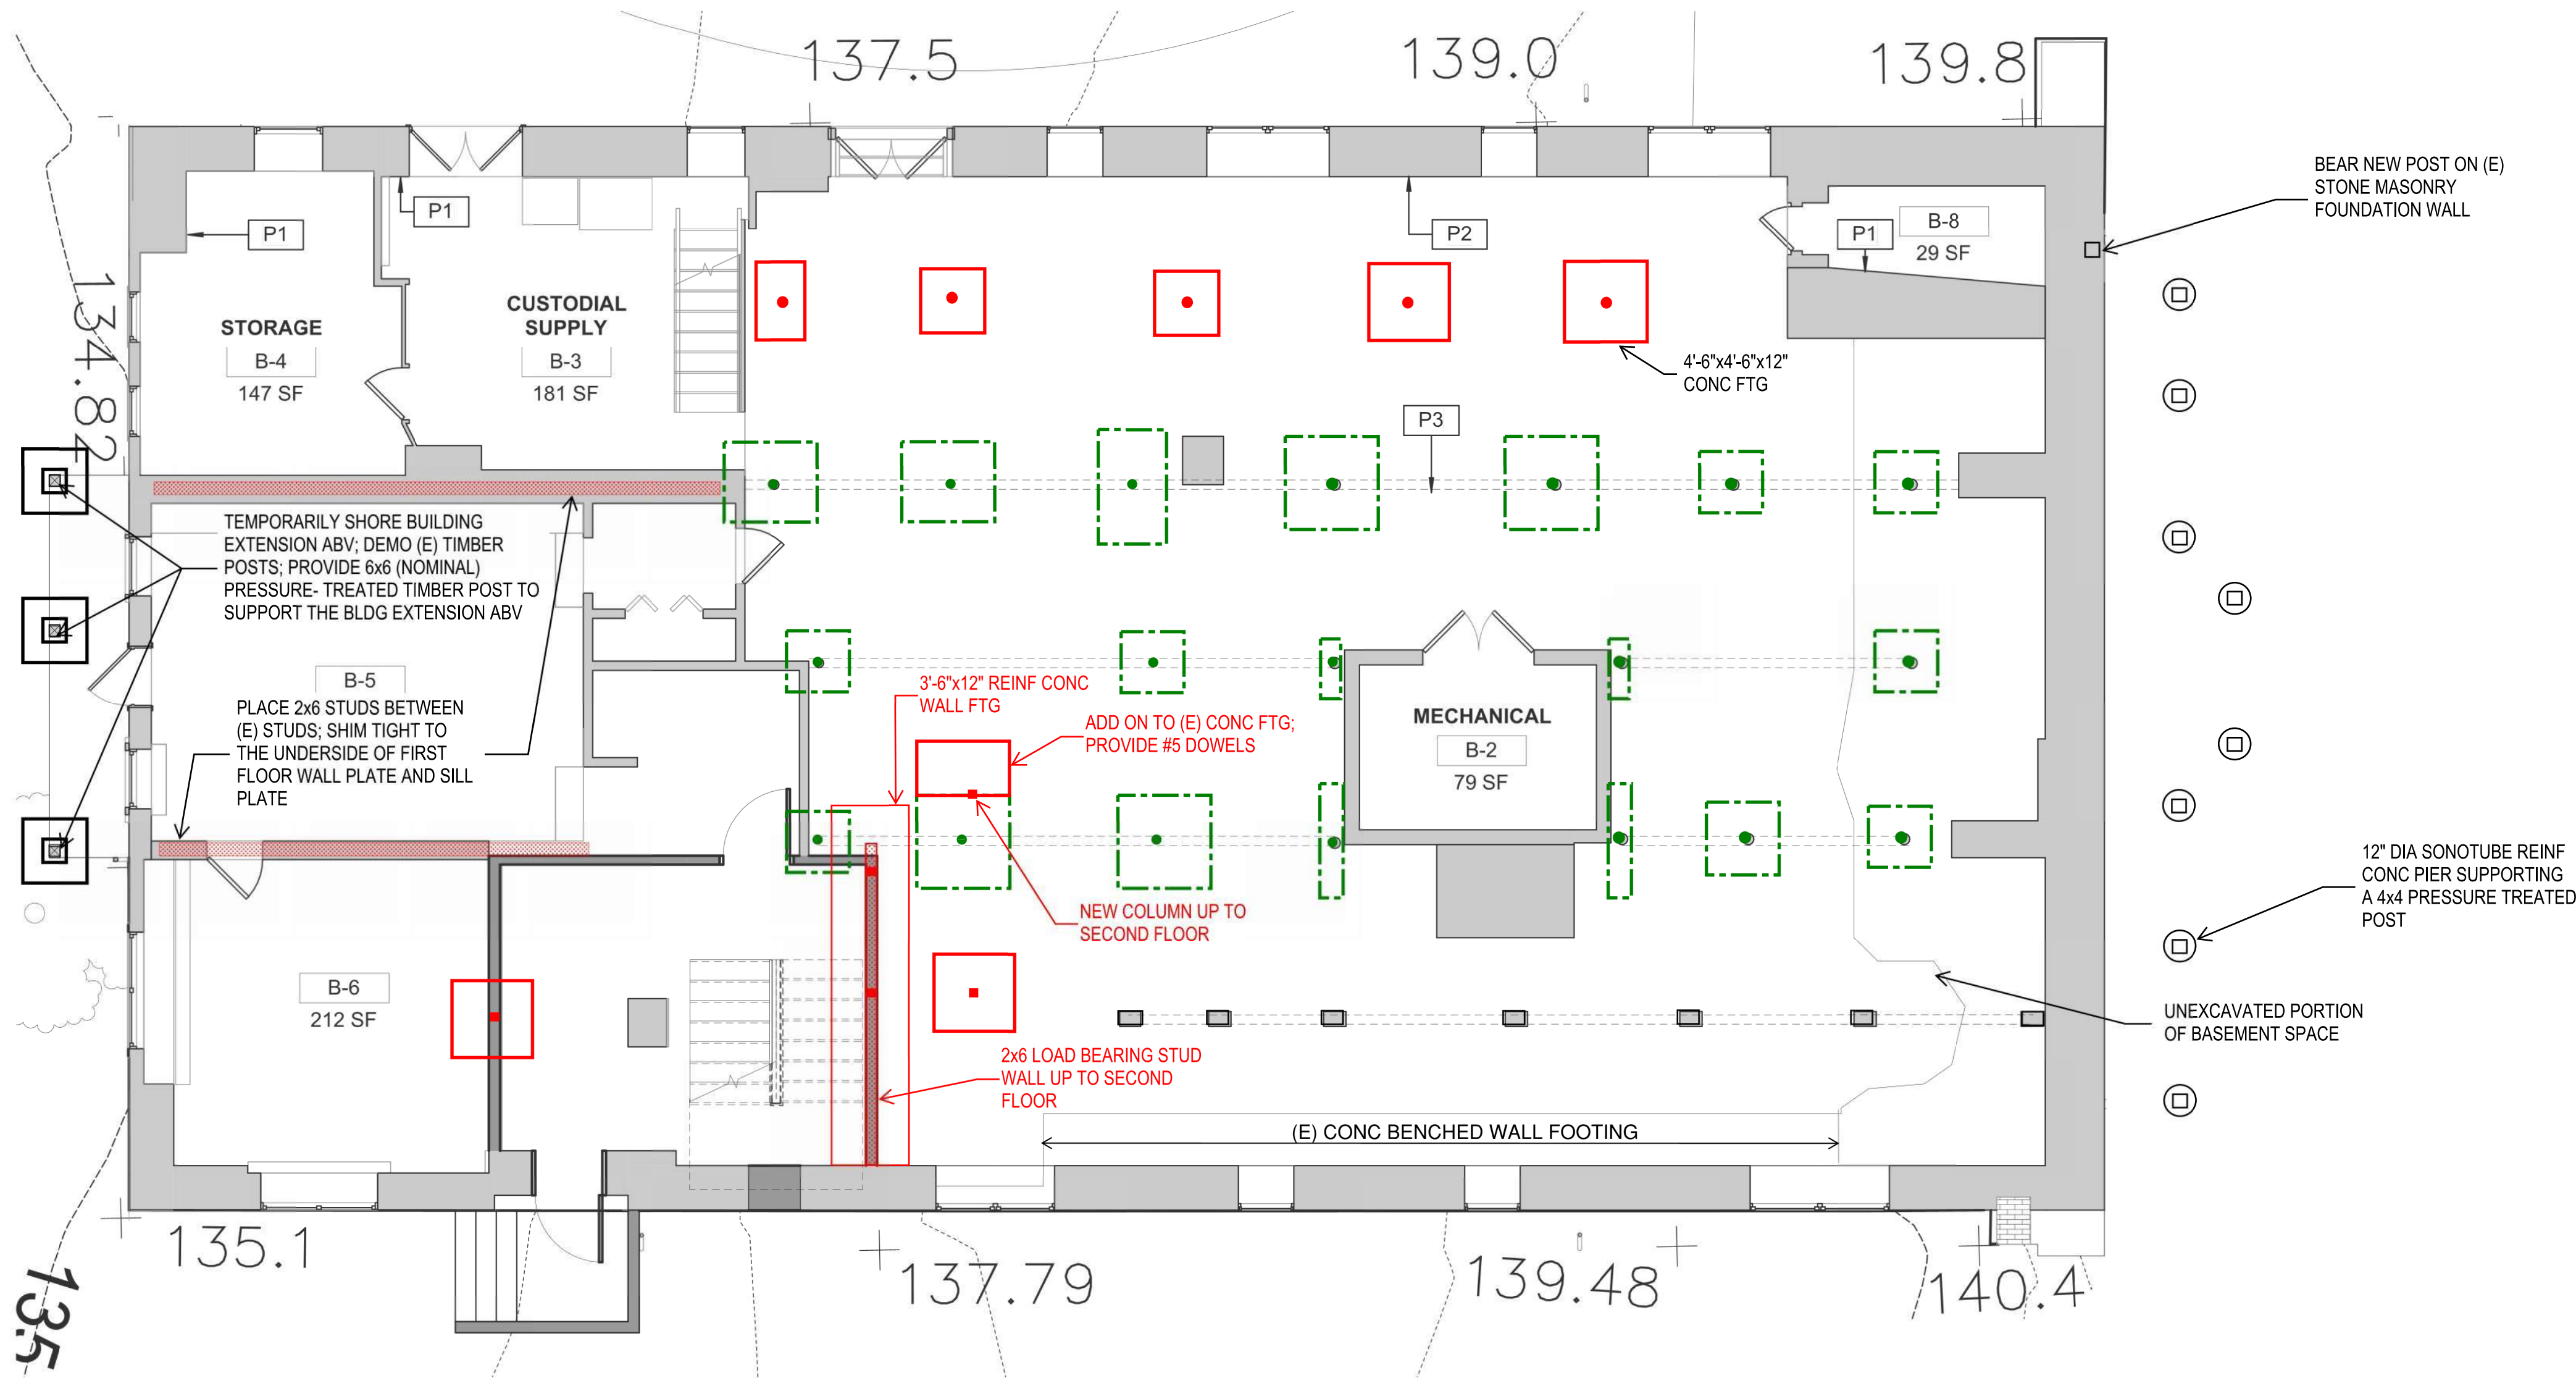 137.5
139.0
139.8
BEAR NEW POST ON (E)
STONE MASONRY
FOUNDATION WALL
P1
P1
P2
P1
B-8
29 SF
134.82
STORAGE
B-4
147 SF
CUSTODIAL
SUPPLY
B-3
181 SF
4'-6"x4'-6"x12"
CONC FTG
P3
TEMPORARILY SHORE BUILDING
EXTENSION ABV; DEMO (E) TIMBER
POSTS; PROVIDE 6x6 (NOMINAL)
PRESSURE- TREATED TIMBER POST TO
SUPPORT THE BLDG EXTENSION ABV
B-5
PLACE 2x6 STUDS BETWEEN
(E) STUDS; SHIM TIGHT TO
THE UNDERSIDE OF FIRST
FLOOR WALL PLATE AND SILL
PLATE
3'-6"x12" REINF CONC
WALL FTG
ADD ON TO (E) CONC FTG;
PROVIDE #5 DOWELS
MECHANICAL
B-2
79 SF
NEW COLUMN UP TO
SECOND FLOOR
12" DIA SONOTUBE REINF
CONC PIER SUPPORTING
A 4x4 PRESSURE TREATED
POST
B-6
212 SF
UNEXCAVATED PORTION
OF BASEMENT SPACE
2x6 LOAD BEARING STUD
WALL UP TO SECOND
FLOOR
(E) CONC BENCHED WALL FOOTING
135.1
137.79
139.48
140.4
135